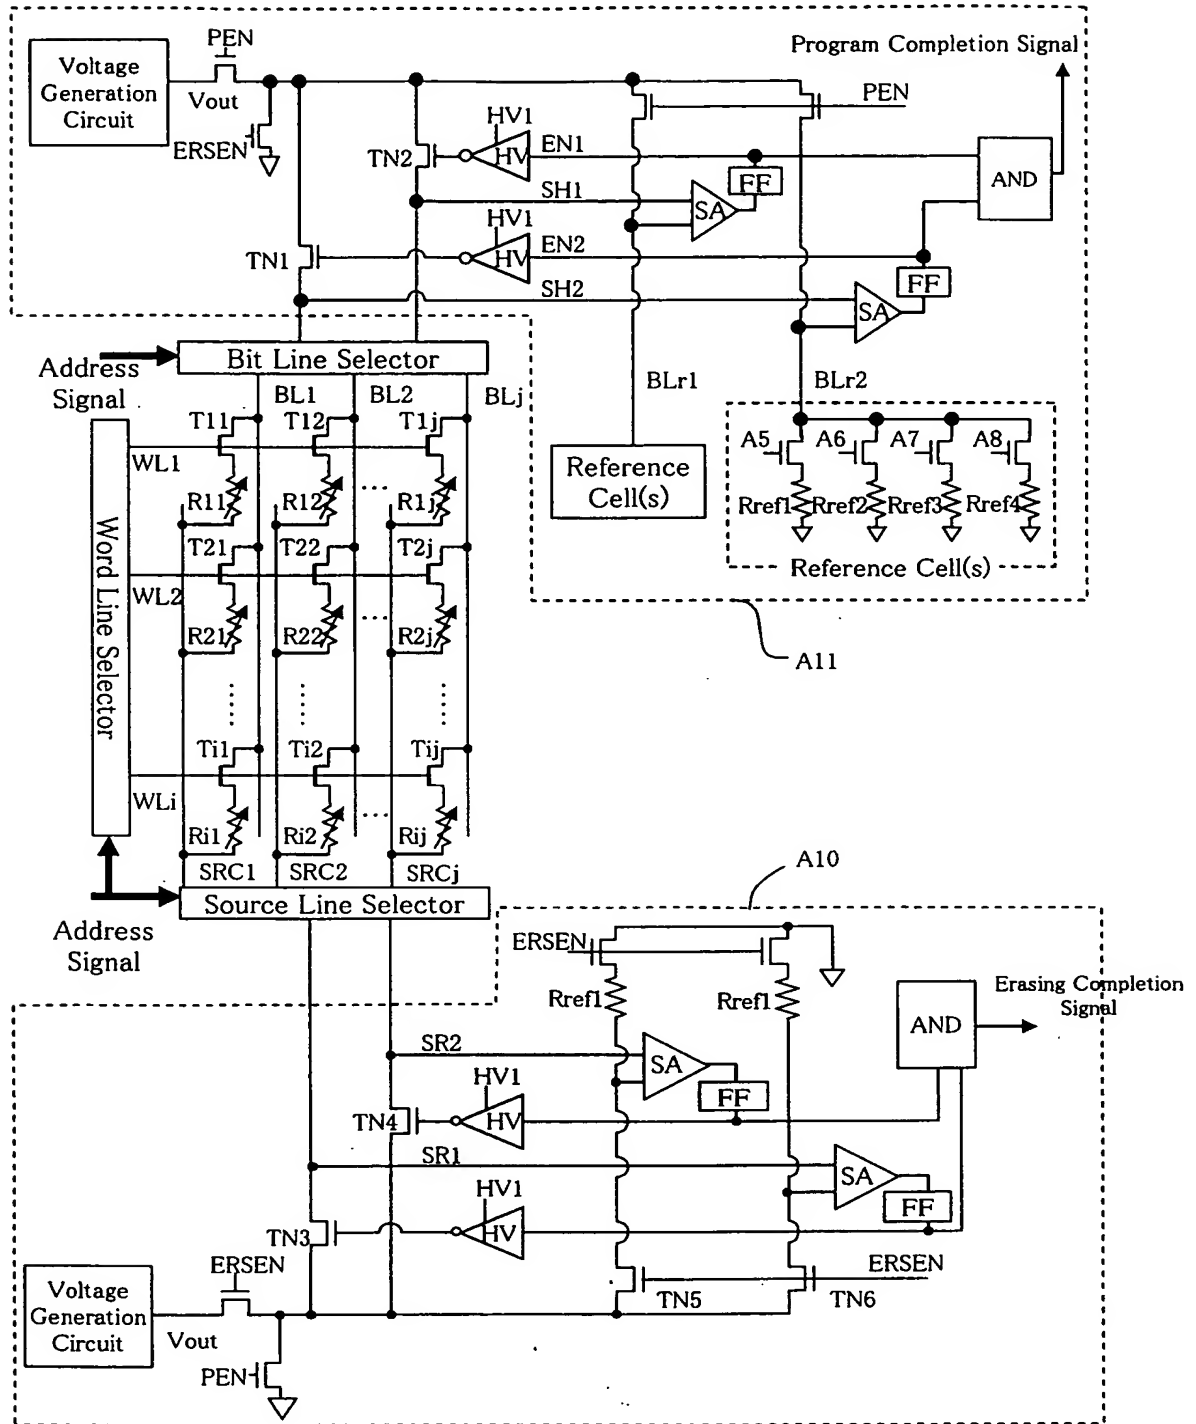 PEN
Program Completion Signal
Voltage
Generation
Circuit
Vout
PEN
ERSEN
HV1
EN1
TN2
HV
FF
AND
SH1
SA
HV1
EN2
TN1
HV
FF
SH2
SA
Address
Signal
Bit Line Selector
BLr1
BLr2
BL1
BL2
BLj
T11
T12
T1j
A5
A6
A7
A8
WL1
Reference
Cell(s)
R11
R12
...
R1j
Rref1
Rref2
Rref3
Rref4
T21
T22
T2j
Reference Cell(s)
Word Line Selector
WL2
R21
R22
...
R2j
A11
Ti1
Ti2
Tij
WLi
Ri1
Ri2
...
Rij
A10
SRC1
SRC2
SRCj
Source Line Selector
Address
Signal
ERSEN
Rref1
Rref1
Erasing Completion
Signal
AND
SR2
SA
HV1
FF
TN4
HV
SR1
SA
HV1
FF
TN3
HV
ERSEN
ERSEN
Voltage
Generation
Circuit
TN5
TN6
Vout
PEN